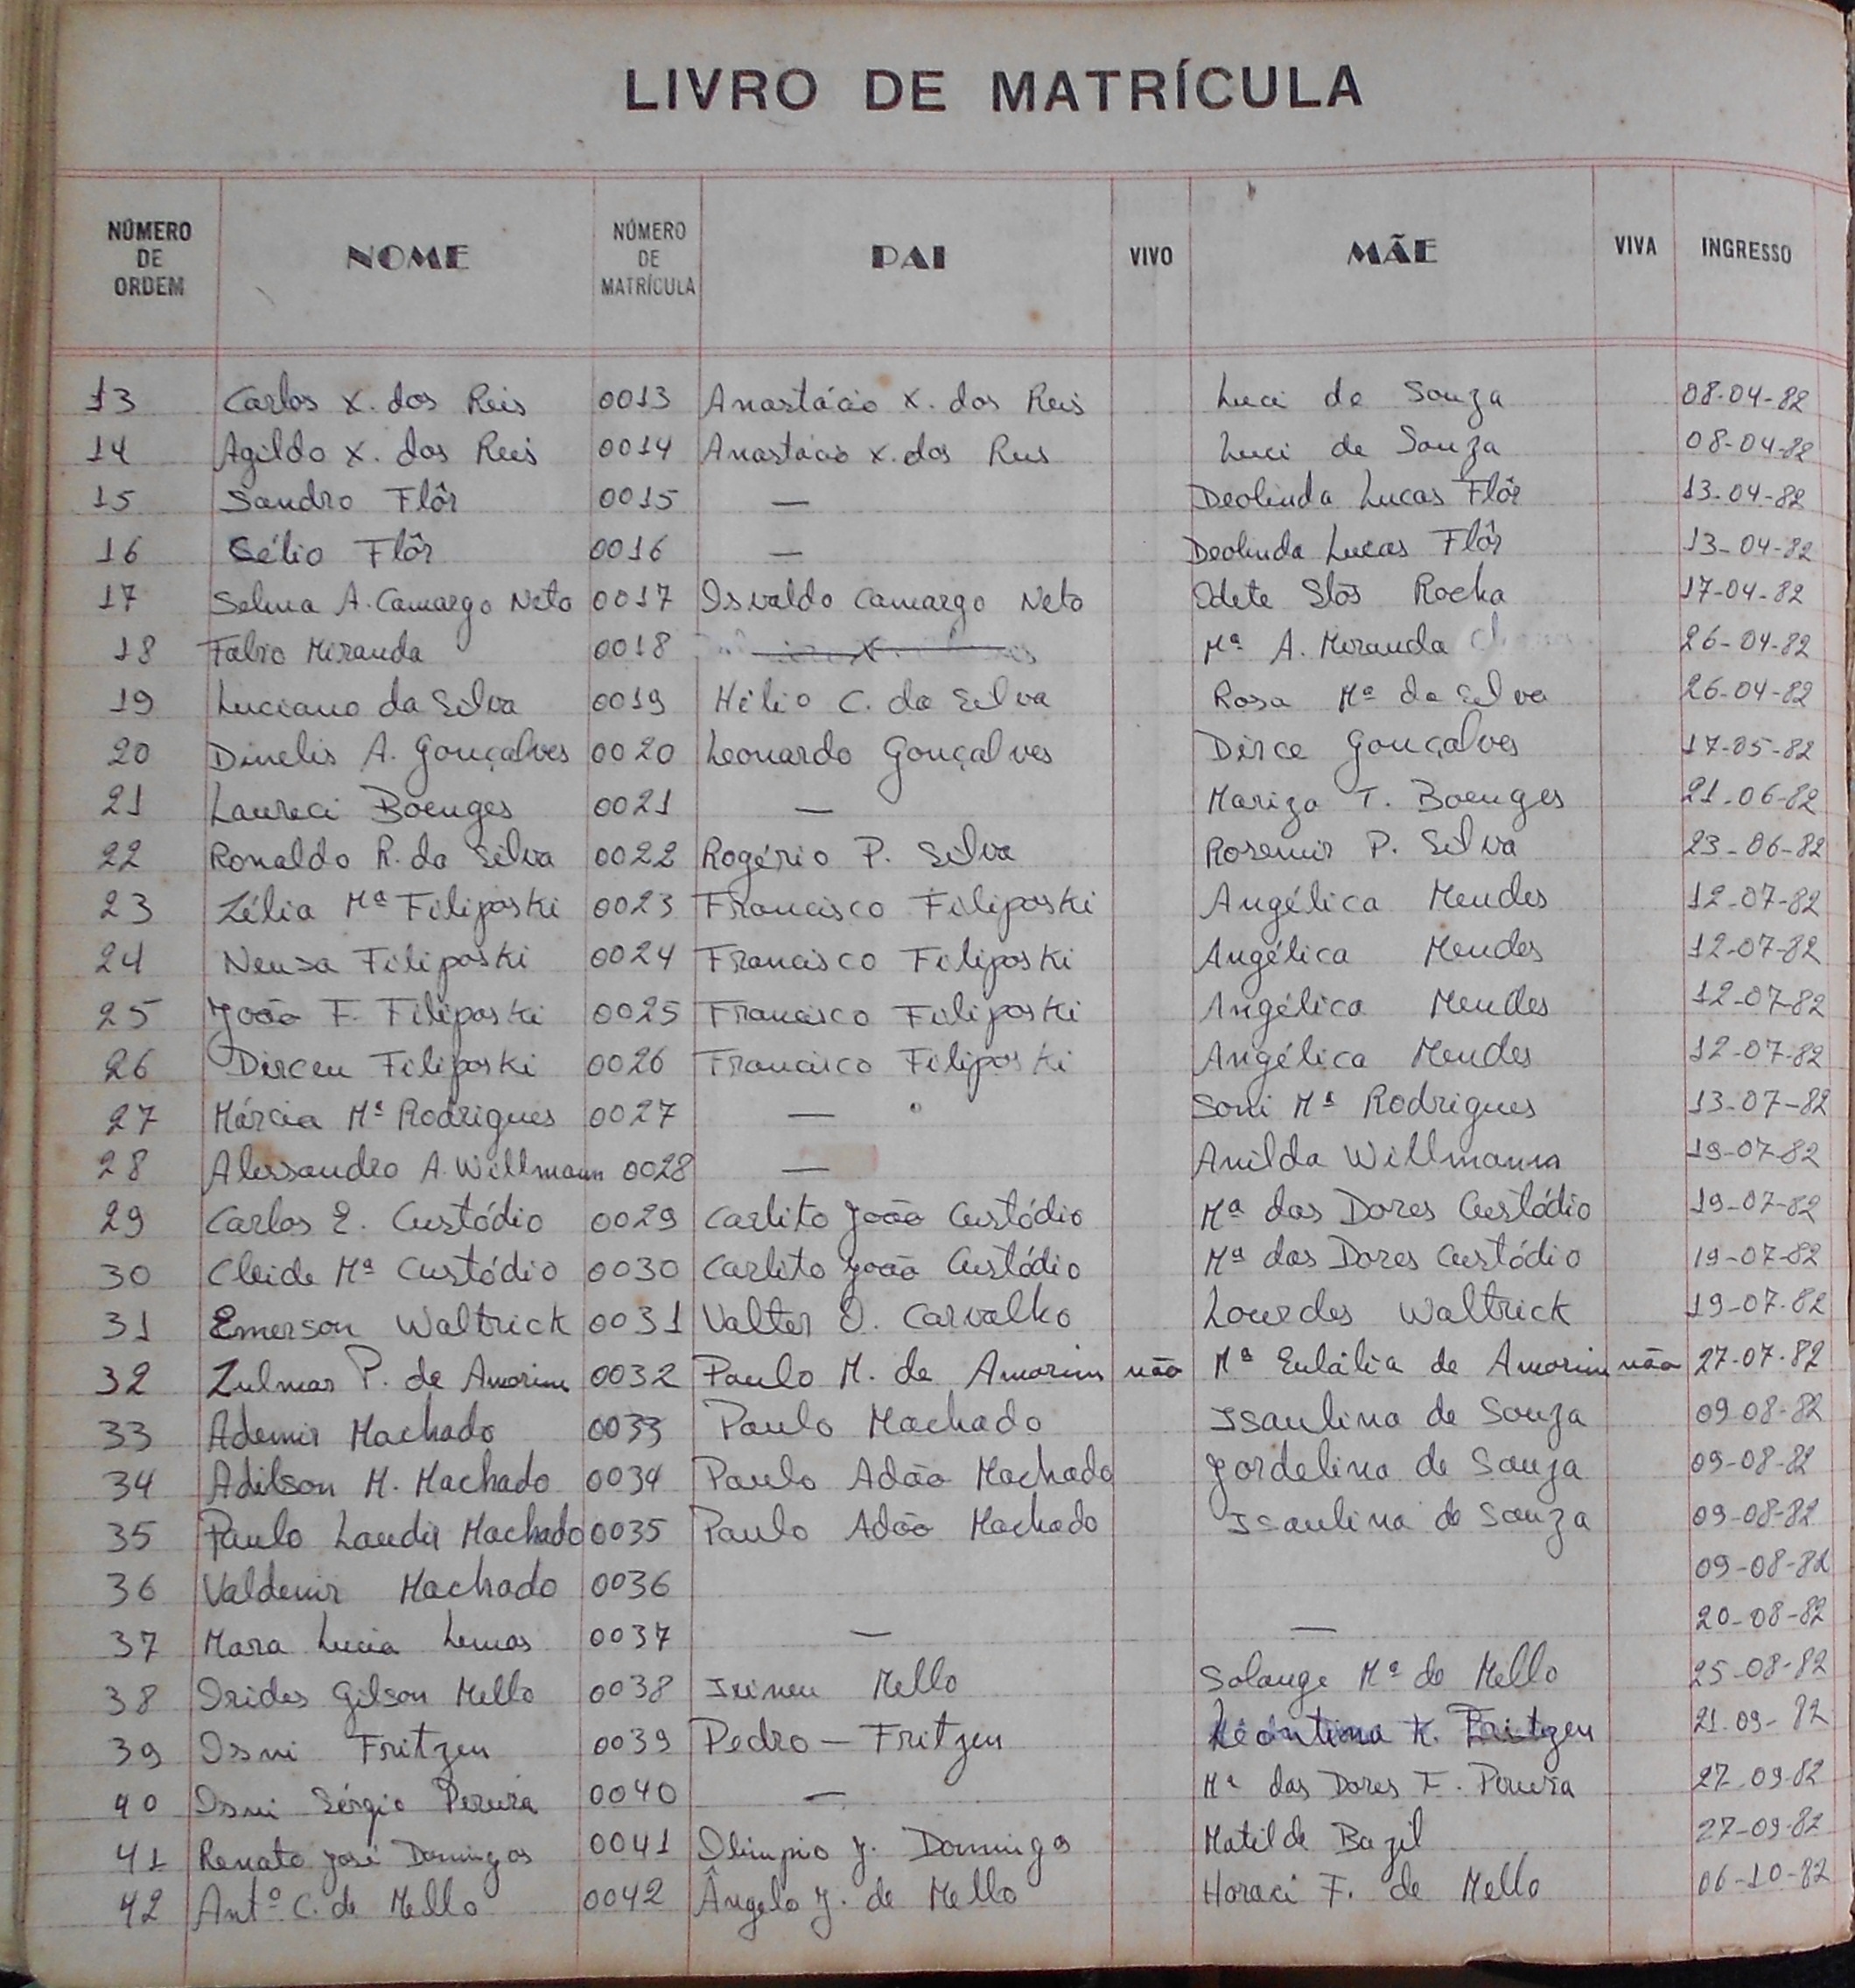 LIVRO DE MATRÍCULA
NÚMERO DE ORDEM NOME NÚMERO DE MATRÍCULA PAI VIVO MÃE VIVA INGRESSO
13 Carlos X. dos Reis 0013 Anastácio X. dos Reis Luci de Souza 08-04-82
14 Agildo X. dos Reis 0014 Anastácio X. dos Reis Luci de Souza 08-04-82
15 Sandro Flôr 0015 — Deolinda Lucas Flôr 13-04-82
16 Célio Flôr 0016 — Deolinda Lucas Flôr 13-04-82
17 Selma A. Camargo Neto 0017 Isvaldo Camargo Neto Odete Stos Rocha 17-04-82
18 Fabio Miranda 0018 Mª A. Miranda 26-04-82
19 Luciano da Silva 0019 Hélio C. da Silva Rosa Mª da Silva 26-04-82
20 Dinelis A. Gonçalves 0020 Leonardo Gonçalves Dirce Gonçalves 17-05-82
21 Laureci Boenges 0021 — Mariza T. Boenges 21-06-82
22 Ronaldo R. da Silva 0022 Rogério P. Silva Rosemir P. Silva 23-06-82
23 Zélia Mª Filiposki 0023 Francisco Filiposki Angélica Mendes 12-07-82
24 Neusa Filiposki 0024 Francisco Filiposki Angélica Mendes 12-07-82
25 João F. Filiposki 0025 Francisco Filiposki Angélica Mendes 12-07-82
26 Dirceu Filiposki 0026 Francisco Filiposki Angélica Mendes 12-07-82
27 Márcia Mª Rodrigues 0027 — Soni Mª Rodrigues 13-07-82
28 Alessandro A. Willmann 0028 — Anilda Willmann 19-07-82
29 Carlos E. Custódio 0029 Carlito João Custódio Mª das Dores Custódio 19-07-82
30 Cleide Mª Custódio 0030 Carlito João Custódio Mª das Dores Custódio 19-07-82
31 Emerson Waltrick 0031 Valter O. Carvalho Lourdes Waltrick 19-07-82
32 Zulmar P. de Amorim 0032 Paulo M. de Amorim não Mª Eulália de Amorim não 27-07-82
33 Ademir Machado 0033 Paulo Machado Isaulina de Souza 09-08-82
34 Adilson M. Machado 0034 Paulo Adão Machado Jordelina de Souza 09-08-82
35 Paulo Laudir Machado 0035 Paulo Adão Machado Isaulina de Souza 09-08-82
36 Valdemir Machado 0036 09-08-82
37 Mara Lucia Lemos 0037 — — 20-08-82
38 Irides Gilson Mello 0038 Irineu Mello Solange Mª de Mello 25-08-82
39 Isni Fritzen 0039 Pedro — Fritzen Leontina K. Fritzen 21-09-82
40 Isni Sérgio Pereira 0040 — Mª das Dores F. Pereira 27-09-82
41 Renato José Domingos 0041 Olimpio J. Domingos Matilde Bazil 27-09-82
42 Antº C. de Mello 0042 Ângelo J. de Mello Horaci F. de Mello 06-10-82